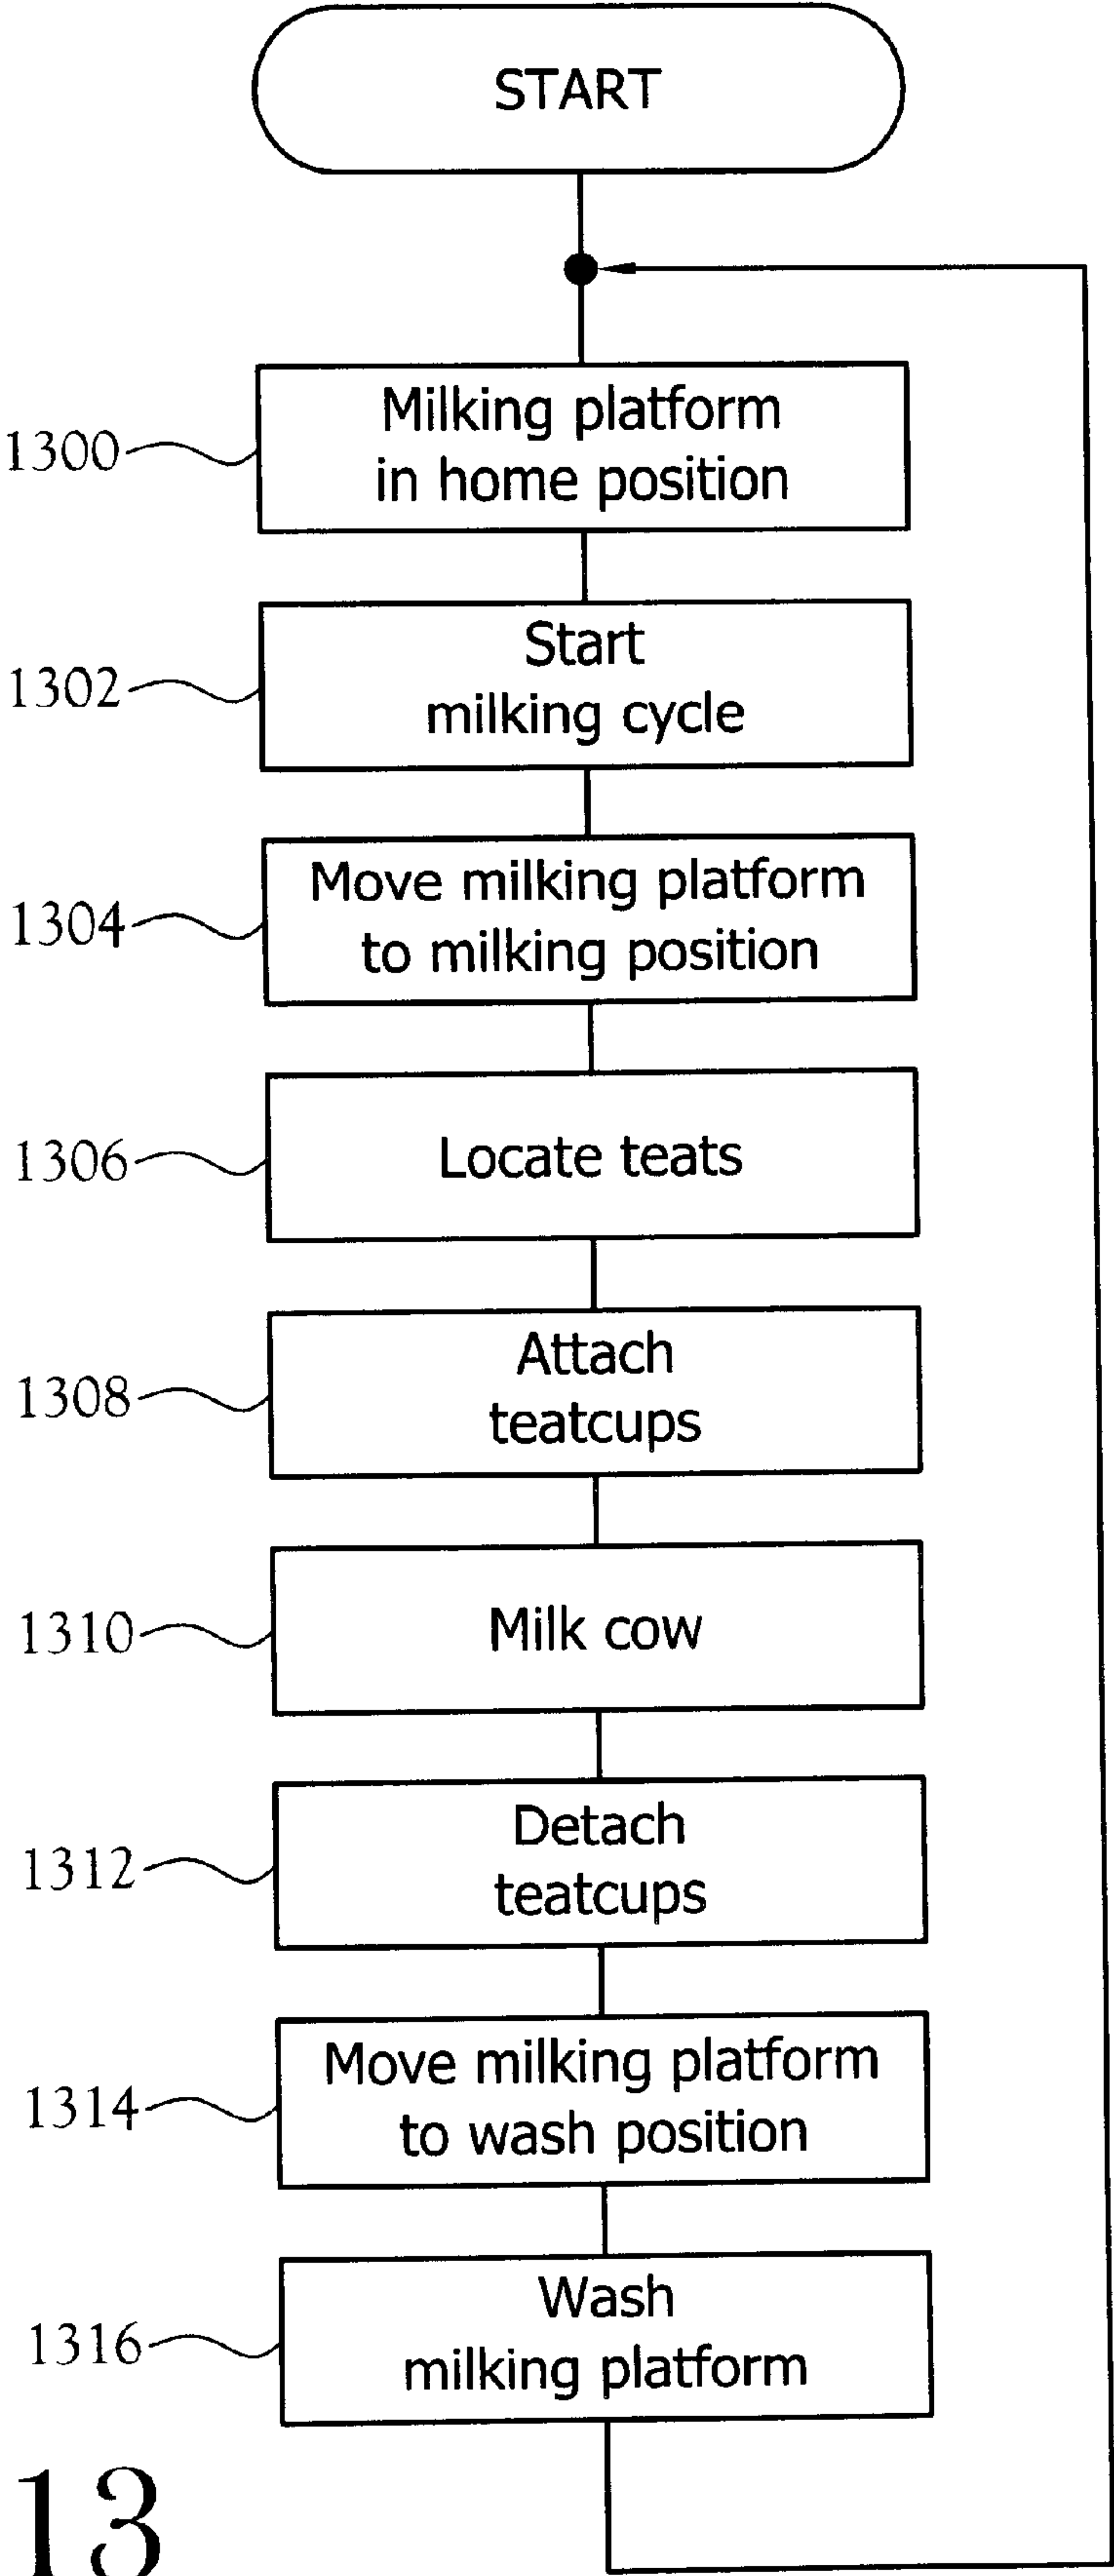 START
1300
Milking platform
in home position
1302
Start
milking cycle
1304
Move milking platform
to milking position
1306
Locate teats
1308
Attach
teatcups
1310
Milk cow
1312
Detach
teatcups
1314
Move milking platform
to wash position
1316
Wash
milking platform
13